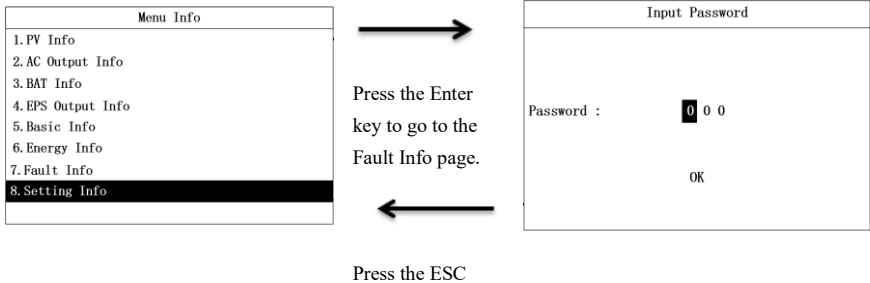 Menu Info
1.PV Info
2.AC Output Info
3.BAT Info
4.EPS Output Info
5.Basic Info
6.Energy Info
7.Fault Info
8.Setting Info
Press the Enter
key to go to the
Fault Info page.
Press the ESC
Input Password
Password : 0 0 0
OK